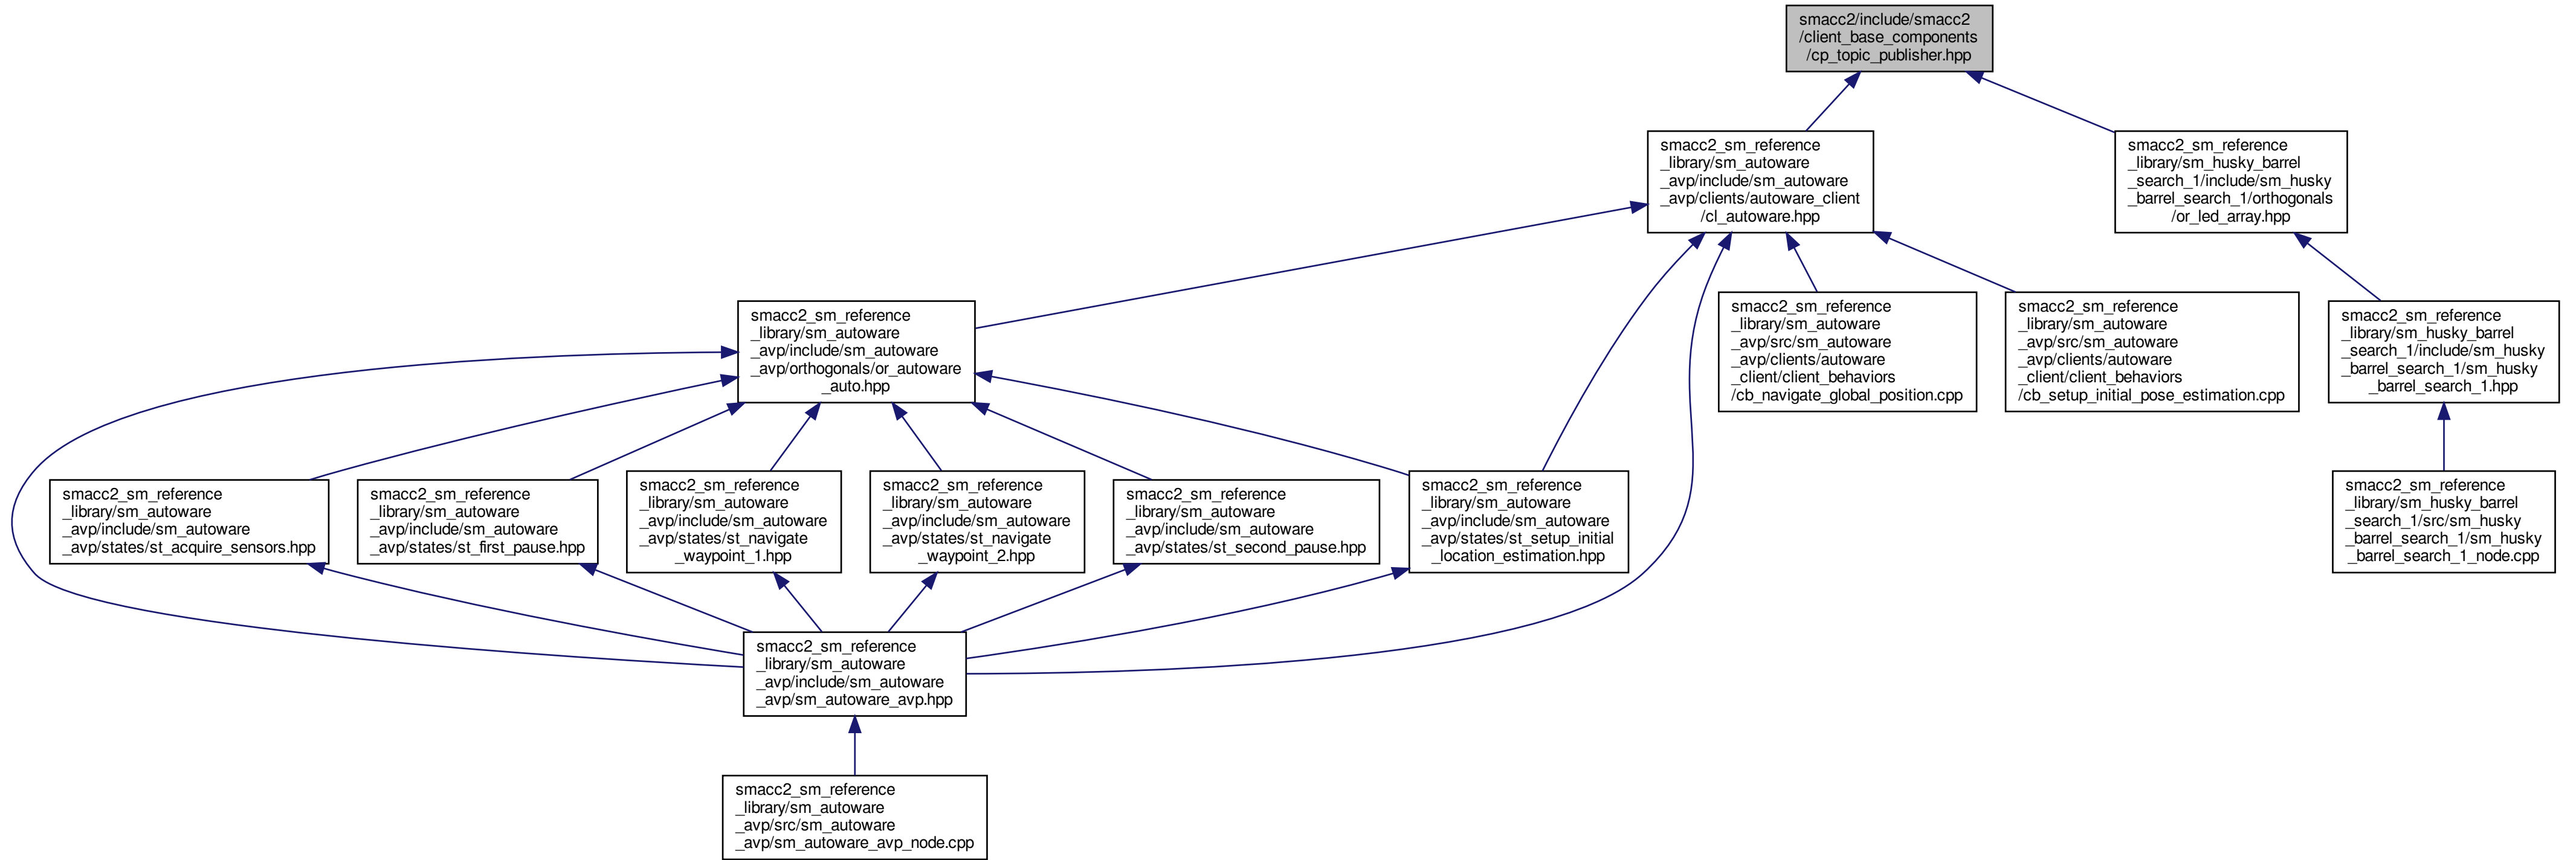 smacc2/include/smacc2
/client_base_components
/cp_topic_publisher.hpp
smacc2_sm_reference
_library/sm_autoware
_avp/include/sm_autoware
_avp/clients/autoware_client
/cl_autoware.hpp
smacc2_sm_reference
_library/sm_husky_barrel
_search_1/include/sm_husky
_barrel_search_1/orthogonals
/or_led_array.hpp
smacc2_sm_reference
_library/sm_autoware
_avp/include/sm_autoware
_avp/orthogonals/or_autoware
_auto.hpp
smacc2_sm_reference
_library/sm_autoware
_avp/src/sm_autoware
_avp/clients/autoware
_client/client_behaviors
/cb_navigate_global_position.cpp
smacc2_sm_reference
_library/sm_autoware
_avp/src/sm_autoware
_avp/clients/autoware
_client/client_behaviors
/cb_setup_initial_pose_estimation.cpp
smacc2_sm_reference
_library/sm_husky_barrel
_search_1/include/sm_husky
_barrel_search_1/sm_husky
_barrel_search_1.hpp
smacc2_sm_reference
_library/sm_autoware
_avp/include/sm_autoware
_avp/states/st_acquire_sensors.hpp
smacc2_sm_reference
_library/sm_autoware
_avp/include/sm_autoware
_avp/states/st_first_pause.hpp
smacc2_sm_reference
_library/sm_autoware
_avp/include/sm_autoware
_avp/states/st_navigate
_waypoint_1.hpp
smacc2_sm_reference
_library/sm_autoware
_avp/include/sm_autoware
_avp/states/st_navigate
_waypoint_2.hpp
smacc2_sm_reference
_library/sm_autoware
_avp/include/sm_autoware
_avp/states/st_second_pause.hpp
smacc2_sm_reference
_library/sm_autoware
_avp/include/sm_autoware
_avp/states/st_setup_initial
_location_estimation.hpp
smacc2_sm_reference
_library/sm_husky_barrel
_search_1/src/sm_husky
_barrel_search_1/sm_husky
_barrel_search_1_node.cpp
smacc2_sm_reference
_library/sm_autoware
_avp/include/sm_autoware
_avp/sm_autoware_avp.hpp
smacc2_sm_reference
_library/sm_autoware
_avp/src/sm_autoware
_avp/sm_autoware_avp_node.cpp